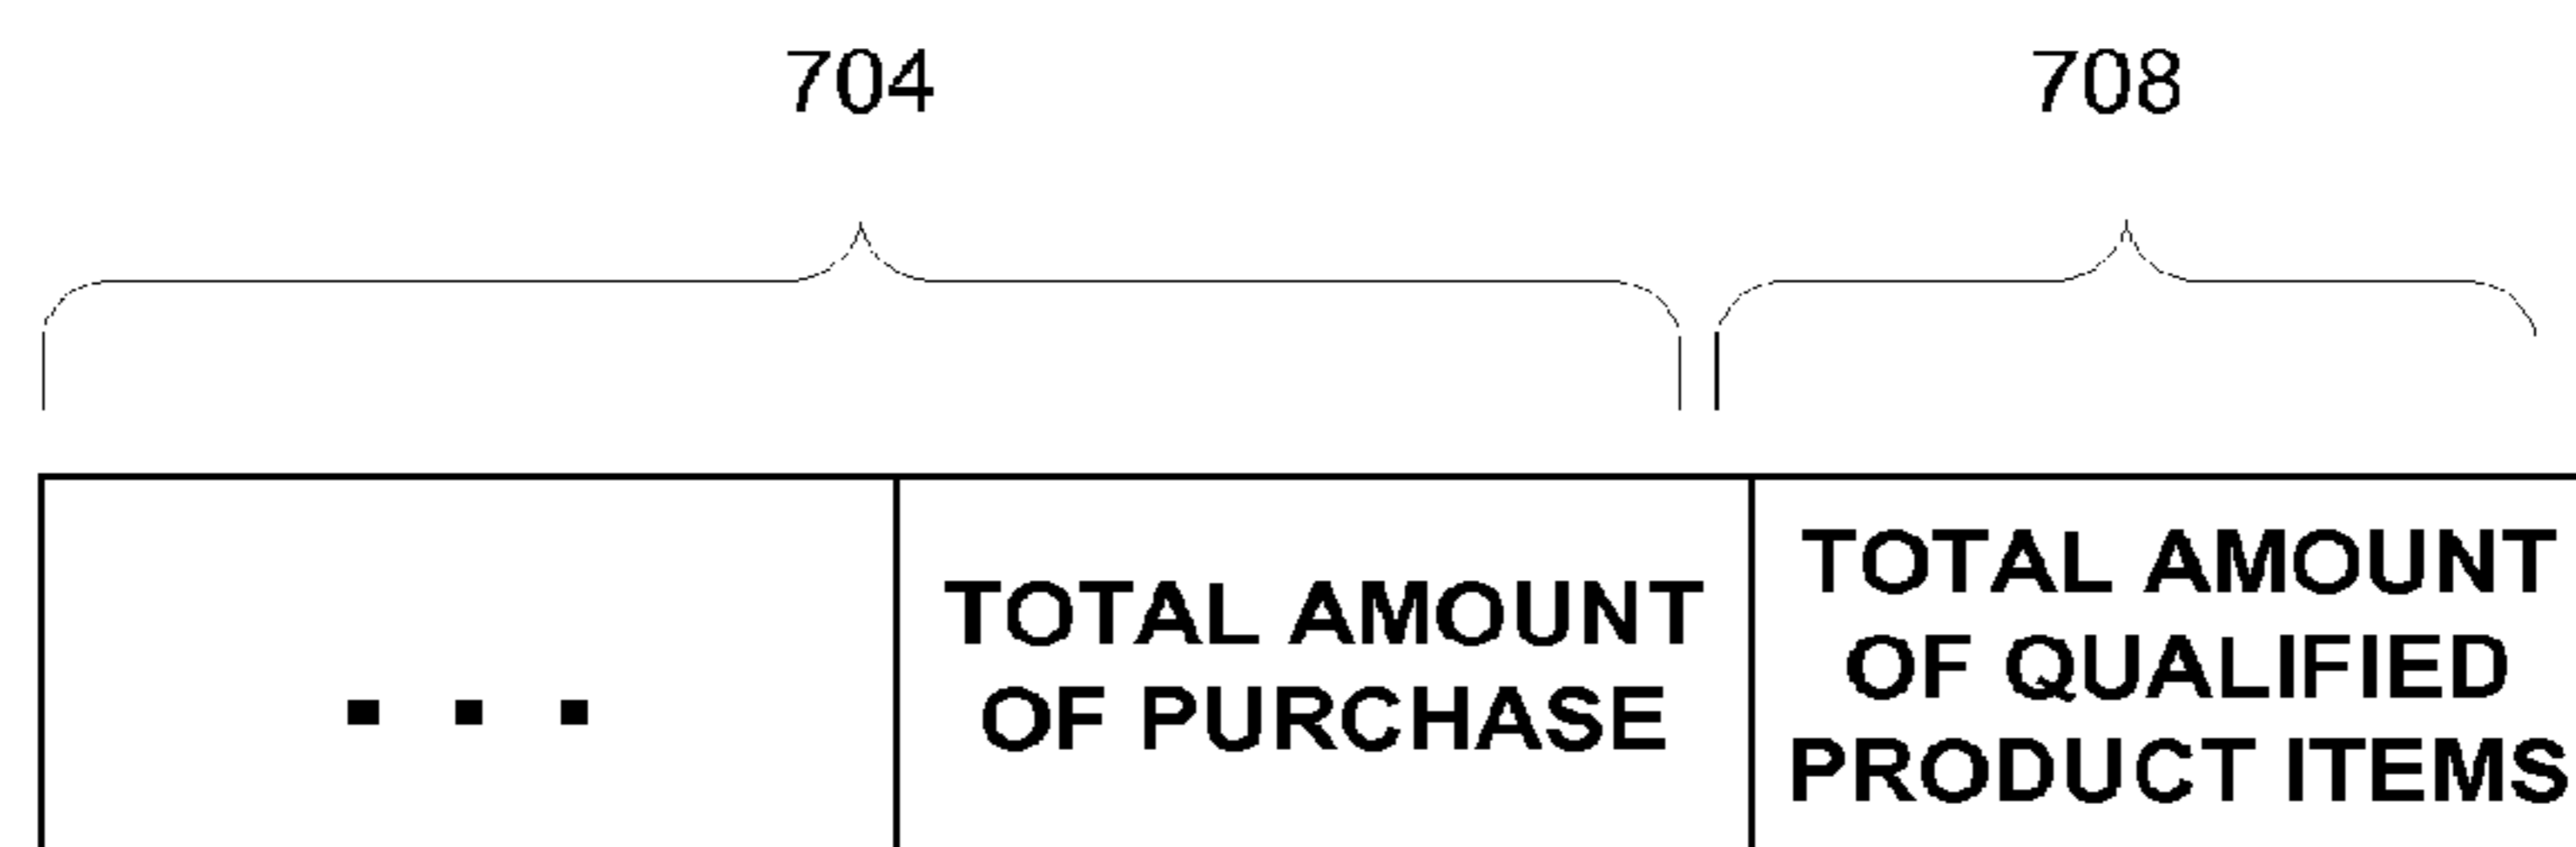 704
708
. . .
TOTAL AMOUNT
OF PURCHASE
TOTAL AMOUNT
OF QUALIFIED
PRODUCT ITEMS